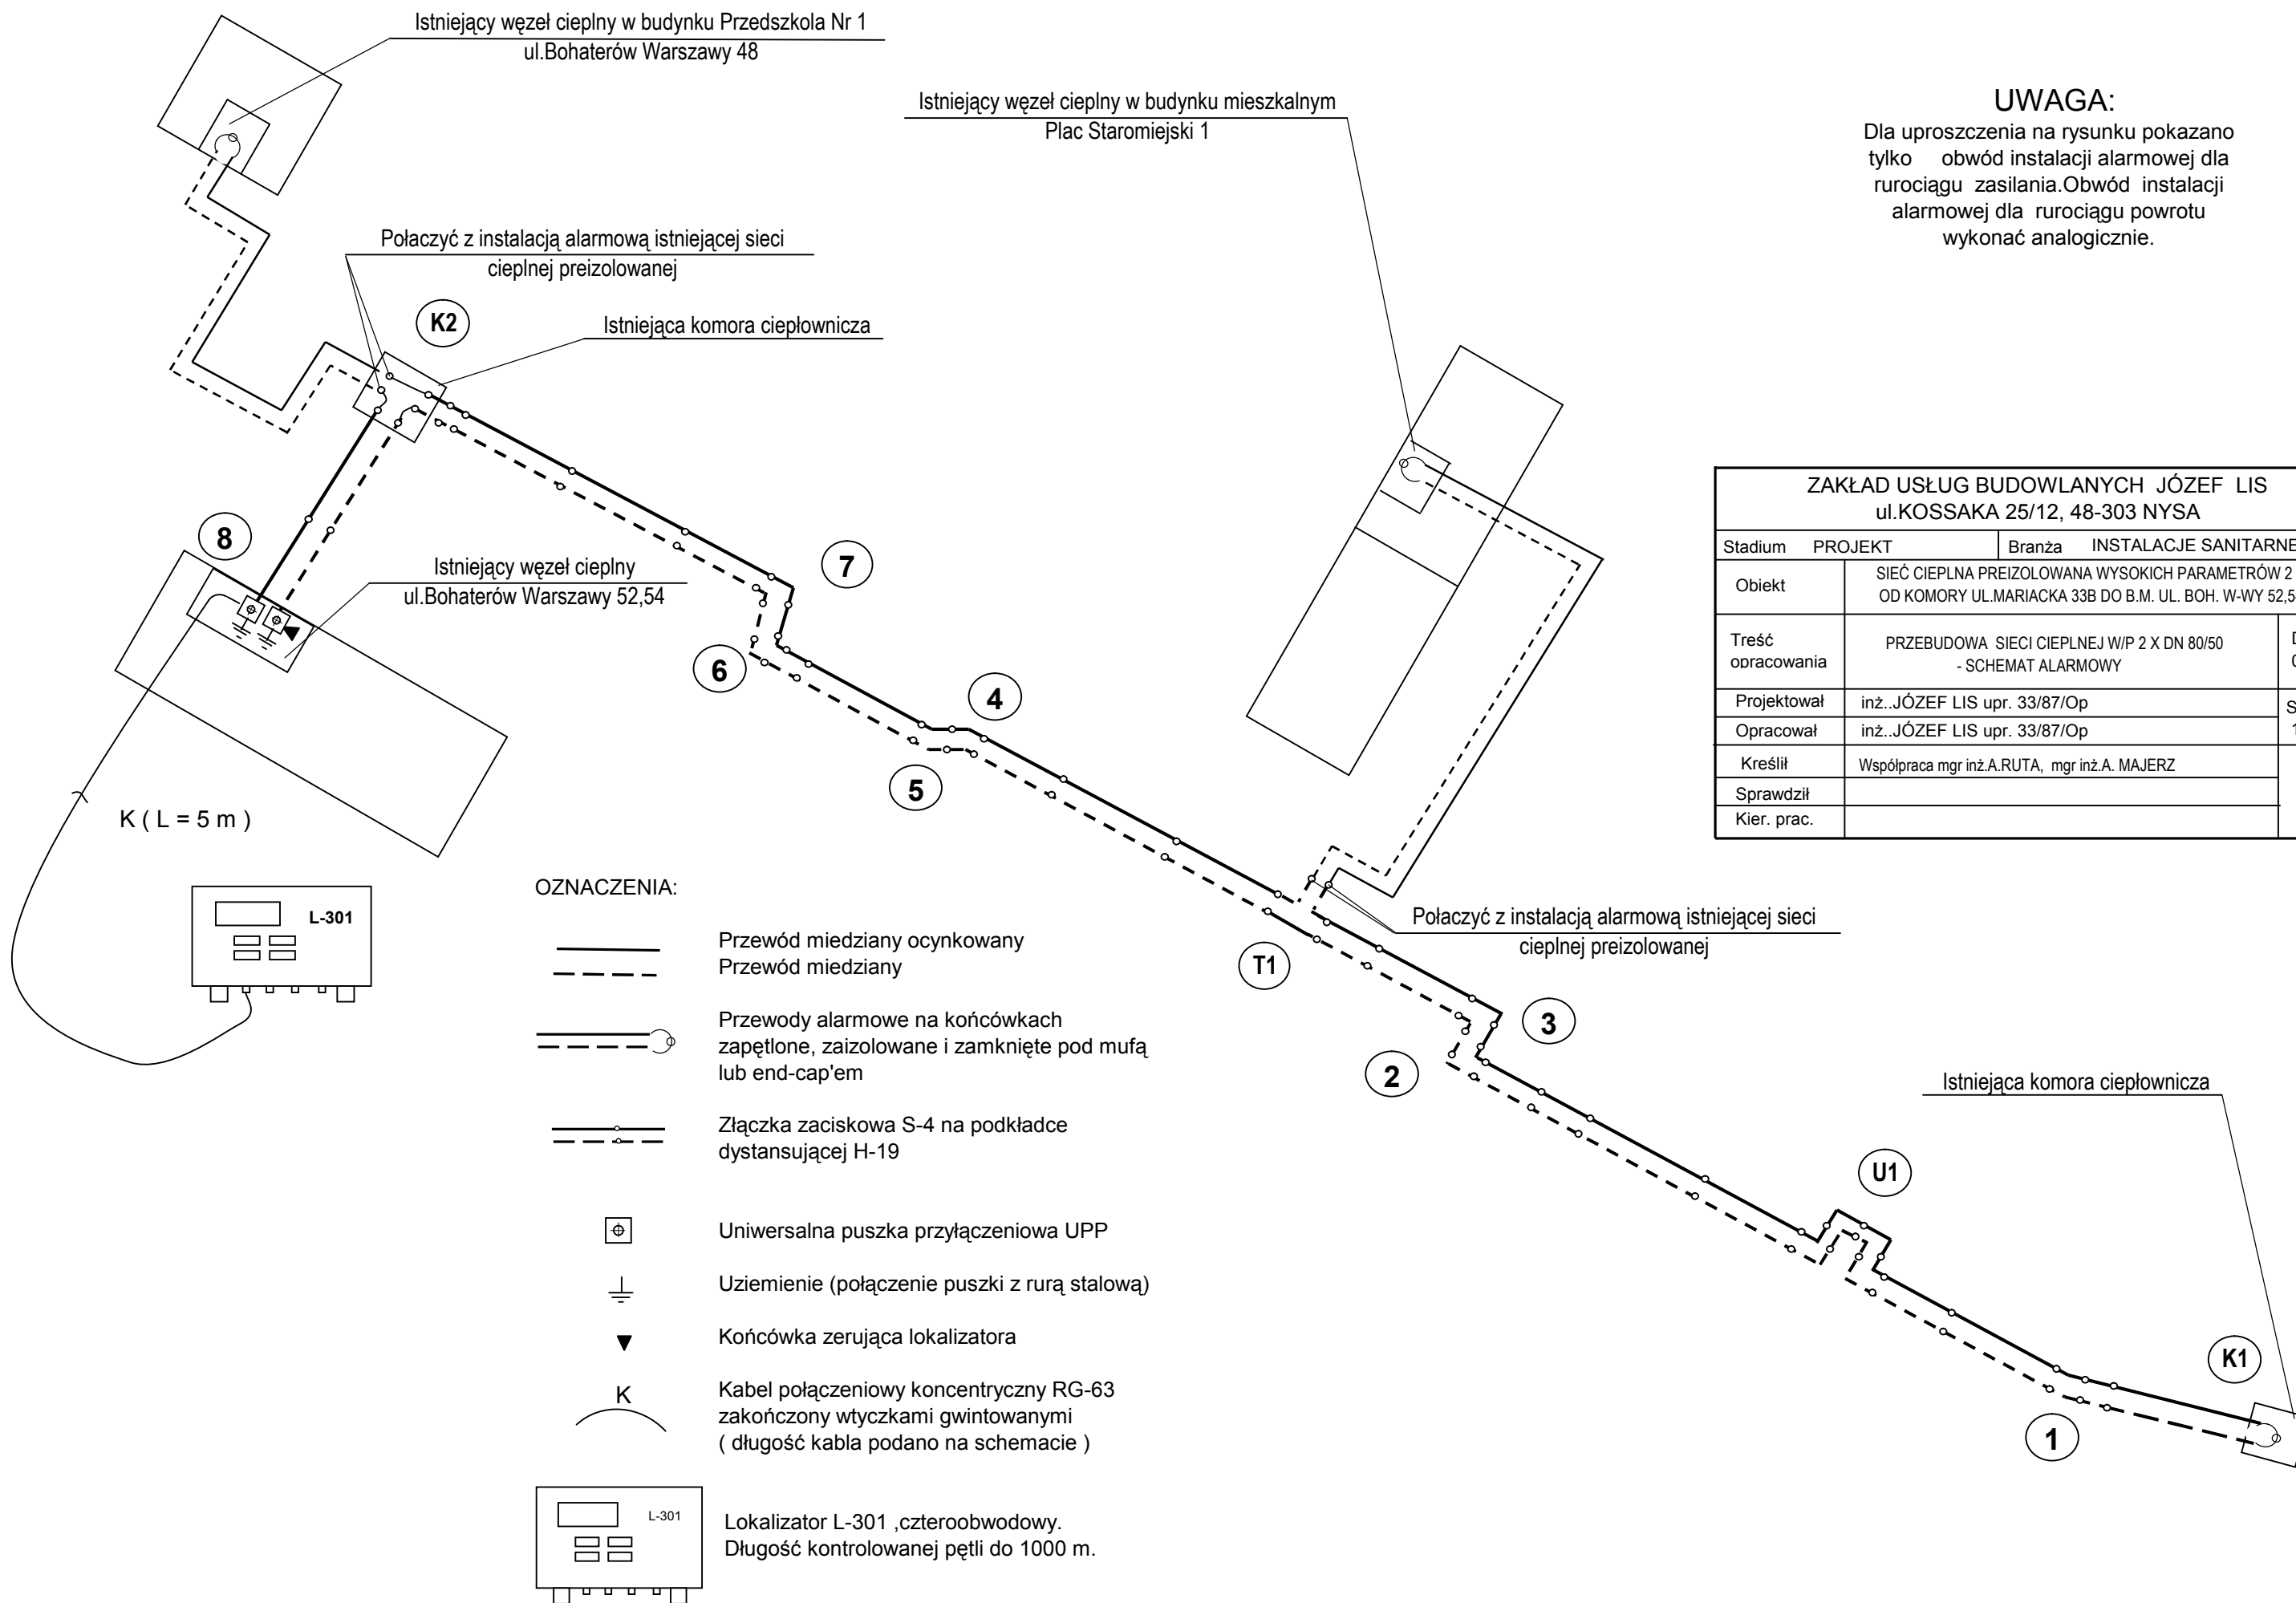 Istniejący węzeł cieplny w budynku Przedszkola Nr 1
ul.Bohaterów Warszawy 48
Istniejący węzeł cieplny w budynku mieszkalnym
Plac Staromiejski 1
UWAGA:
Dla uproszczenia na rysunku pokazano
tylko obwód instalacji alarmowej dla
rurociągu zasilania.Obwód instalacji
alarmowej dla rurociągu powrotu
wykonać analogicznie.
Połaczyć z instalacją alarmową istniejącej sieci
cieplnej preizolowanej
K2
Istniejąca komora ciepłownicza
8
Istniejący węzeł cieplny
ul.Bohaterów Warszawy 52,54
7
6
4
5
ZAKŁAD USŁUG BUDOWLANYCH JÓZEF LIS
ul.KOSSAKA 25/12, 48-303 NYSA
Stadium PROJEKT Branża INSTALACJE SANITARNE
Obiekt SIEĆ CIEPLNA PREIZOLOWANA WYSOKICH PARAMETRÓW 2
OD KOMORY UL.MARIACKA 33B DO B.M. UL. BOH. W-WY 52,5
Treść opracowania PRZEBUDOWA SIECI CIEPLNEJ W/P 2 X DN 80/50
- SCHEMAT ALARMOWY
Projektował inż..JÓZEF LIS upr. 33/87/Op
Opracował inż..JÓZEF LIS upr. 33/87/Op
Kreślił Współpraca mgr inż.A.RUTA, mgr inż.A. MAJERZ
Sprawdził
Kier. prac.
K ( L = 5 m )
L-301
T1
Połaczyć z instalacją alarmową istniejącej sieci
cieplnej preizolowanej
3
2
U1
Istniejąca komora ciepłownicza
K1
1
OZNACZENIA:
Przewód miedziany ocynkowany
Przewód miedziany
Przewody alarmowe na końcówkach
zapętlone, zaizolowane i zamknięte pod mufą
lub end-cap'em
Złączka zaciskowa S-4 na podkładce
dystansującej H-19
Uniwersalna puszka przyłączeniowa UPP
Uziemienie (połączenie puszki z rurą stalową)
Końcówka zerująca lokalizatora
K
Kabel połączeniowy koncentryczny RG-63
zakończony wtyczkami gwintowanymi
( długość kabla podano na schemacie )
L-301
Lokalizator L-301 ,czteroobwodowy.
Długość kontrolowanej pętli do 1000 m.